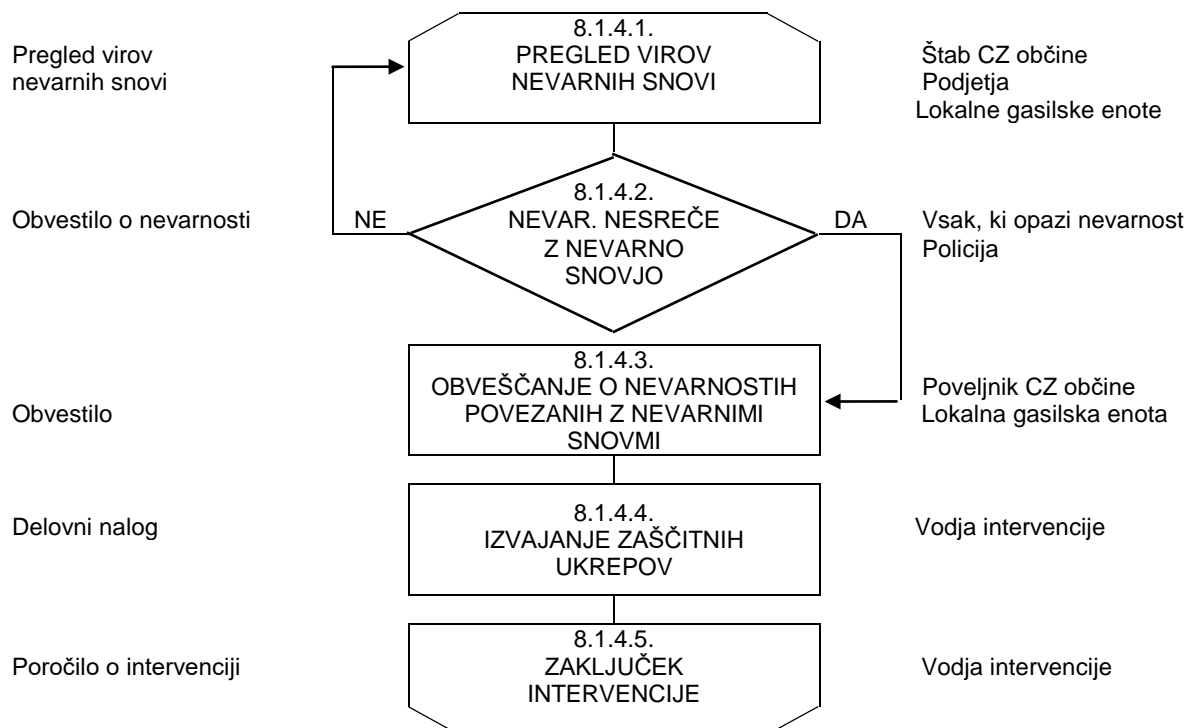 8.1.4.1.
Pregled virov
nevarnih snovi
PREGLED VIROV
NEVARNIH SNOVI
Štab CZ občine
Podjetja
Lokalne gasilske enote
8.1.4.2.
Obvestilo o nevarnosti
NE
NEVAR. NESREČE
Z NEVARNO
SNOVJO
DA
Vsak, ki opazi nevarnost
Policija
8.1.4.3.
Obvestilo
OBVEŠČANJE O NEVARNOSTIH
POVEZANIH Z NEVARNIMI
SNOVMI
Poveljnik CZ občine
Lokalna gasilska enota
Delovni nalog
8.1.4.4.
IZVAJANJE ZAŠČITNIH
UKREPOV
Vodja intervencije
8.1.4.5.
Poročilo o intervenciji
ZAKLJUČEK
INTERVENCIJE
Vodja intervencije